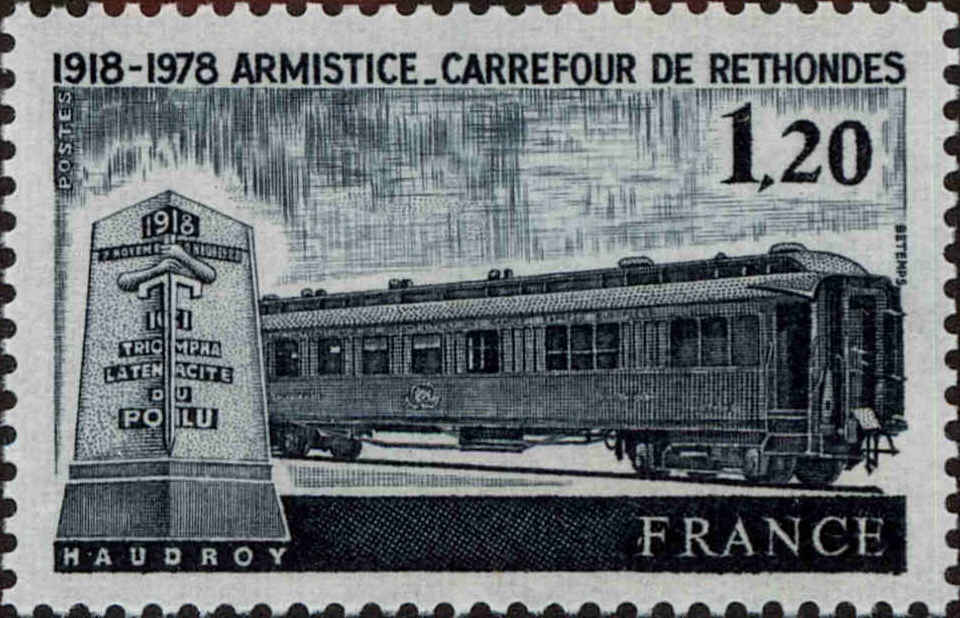 1918-1978 ARMISTICE_CARREFOUR DE RETHONDES
POSTES
1,20
1918
ICI
TRIOMPHA
LA TENACITE
DU
POILU
HAUDROY
FRANCE